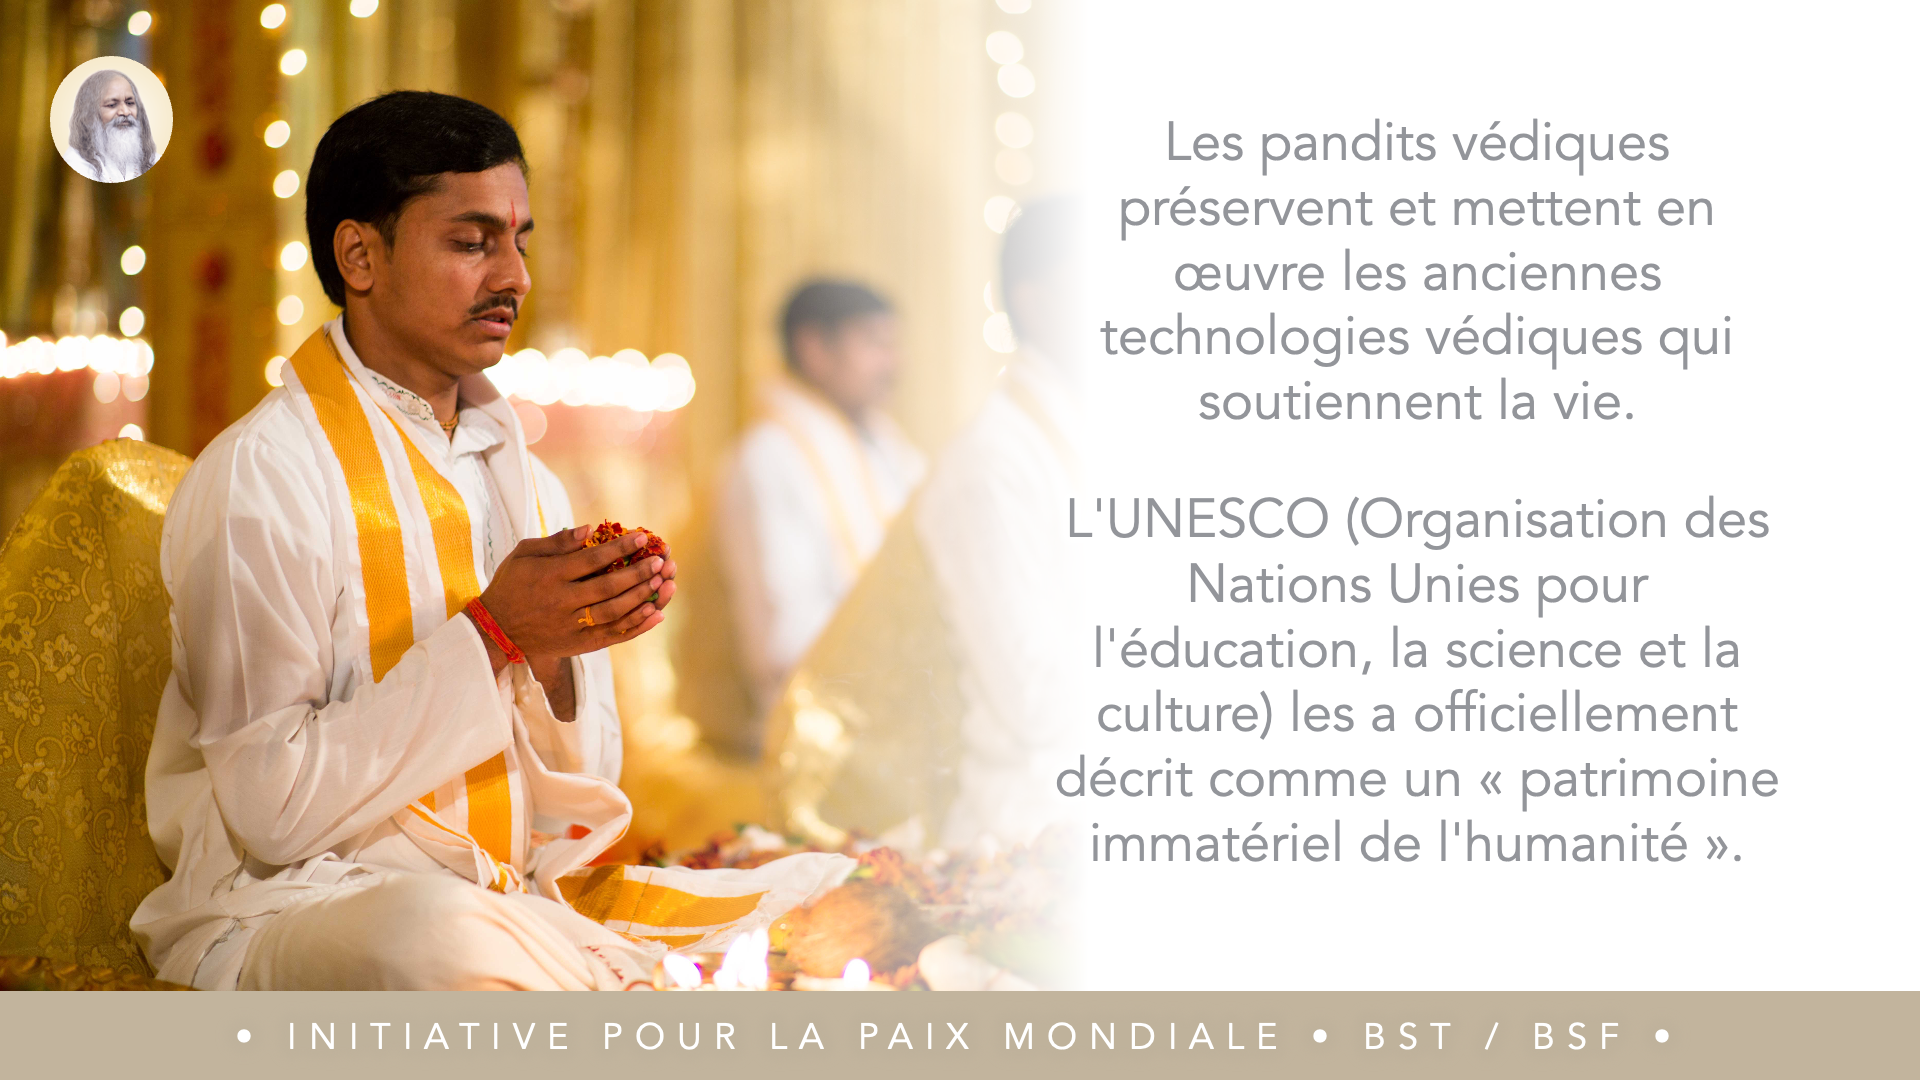 Les pandits védiques
préservent et mettent en
œuvre les anciennes
technologies védiques qui
soutiennent la vie.
L'UNESCO (Organisation des
Nations Unies pour
l'éducation, la science et la
culture) les a officiellement
décrit comme un « patrimoine
immatériel de l'humanité ».
• INITIATIVE POUR LA PAIX MONDIALE • BST / BSF •